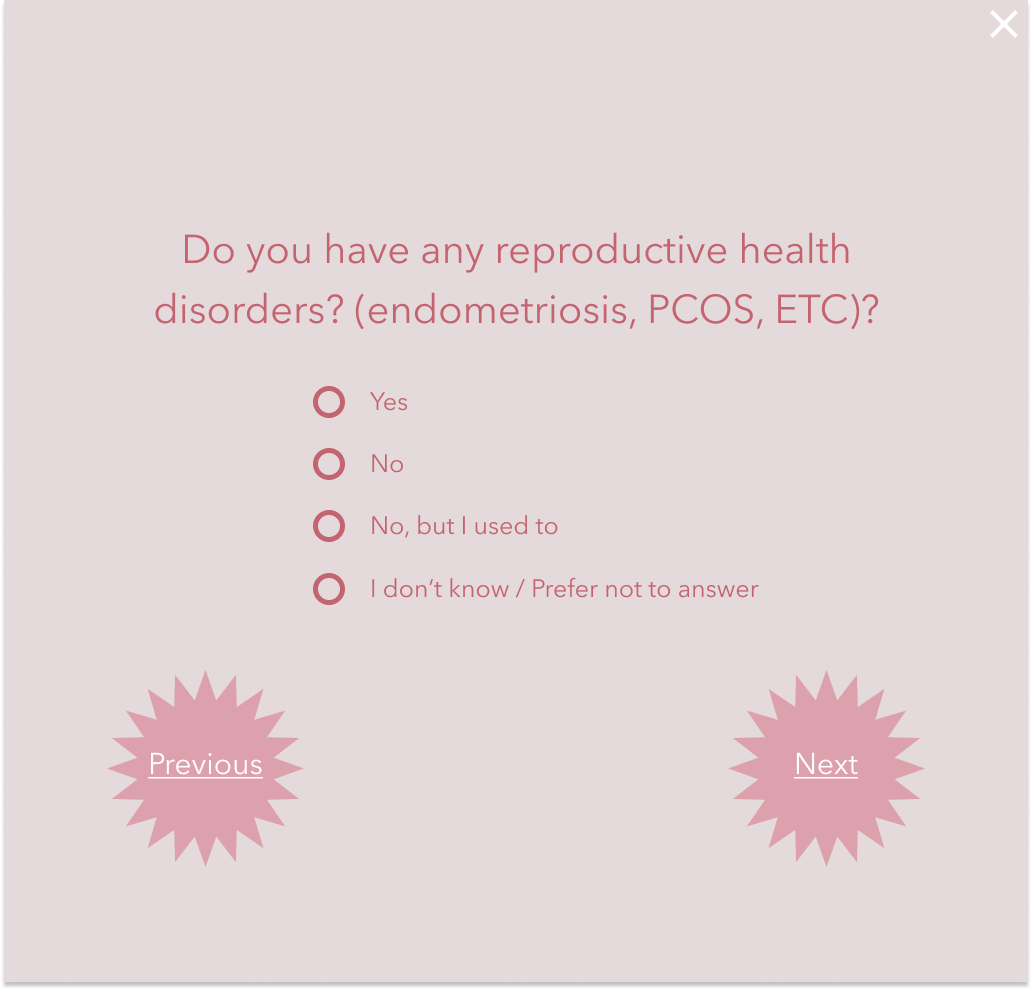 Do you have any reproductive health
disorders? (endometriosis, PCOS, ETC)?
Yes
No
No, but I used to
I don’t know / Prefer not to answer
Previous
Next